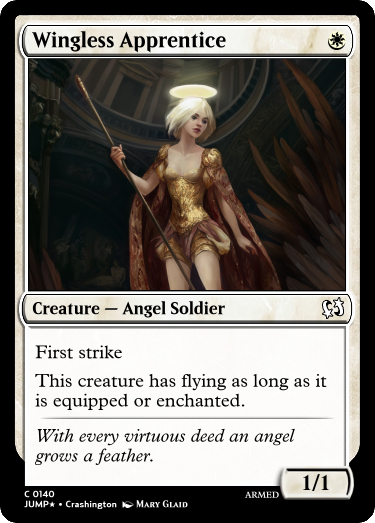 Wingless Apprentice
Creature — Angel Soldier
First strike
This creature has flying as long as it
is equipped or enchanted.
With every virtuous deed an angel
grows a feather.
1/1
C 0140
JUMP★ • Crashington Mary Glaid
ARMED